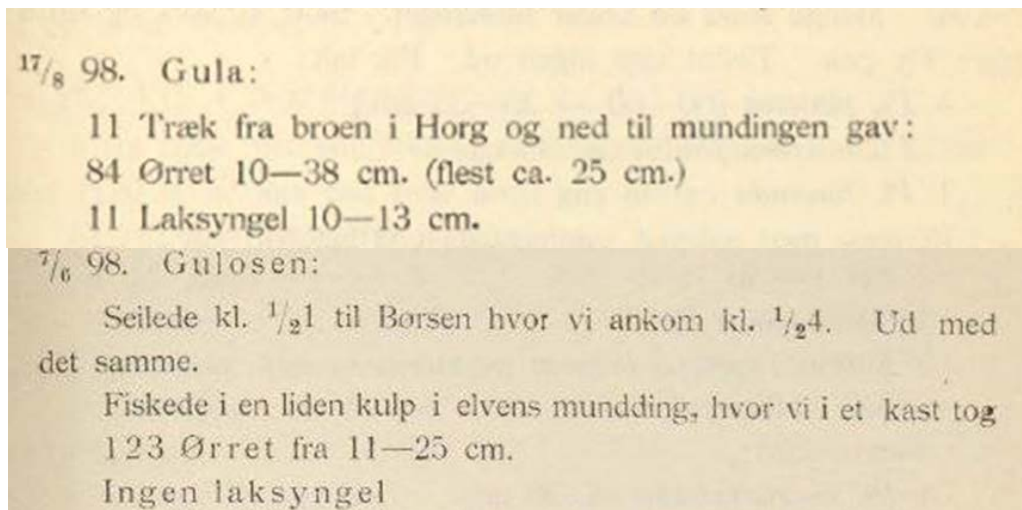 17/8 98. Gula:
11 Træk fra broen i Horg og ned til mundingen gav:
84 Ørret 10—38 cm. (flest ca. 25 cm.)
11 Laksyngel 10—13 cm.
7/6 98. Gulosen:
Seilede kl. 1/21 til Børsen hvor vi ankom kl. 1/24. Ud med
det samme.
Fiskede i en liden kulp i elvens mundding, hvor vi i et kast tog
123 Ørret fra 11—25 cm.
Ingen laksyngel